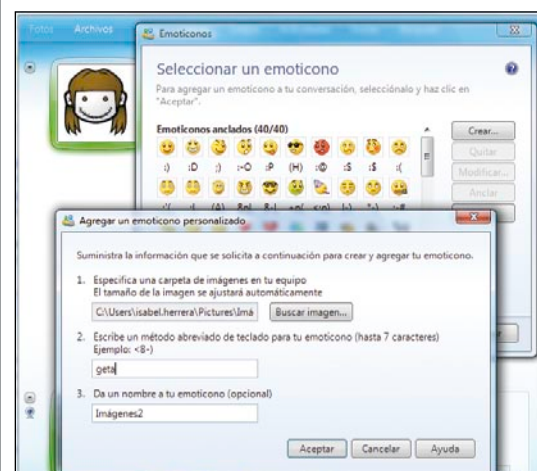 Fotos Archivos
Emoticonos
Seleccionar un emoticono
Para agregar un emoticono a tu conversación, selecciónalo y haz clic en
"Aceptar".
Emoticonos anclados (40/40)
Crear...
Quitar
Modificar...
Anclar
:) :D ;) :-O :P (H) :@ :S :$ :(
:'( :| (A) 8o| 8-| +o( <:o) |-) *-) :-#
Agregar un emoticono personalizado
Suministra la información que se solicita a continuación para crear y agregar tu emoticono.
1. Especifica una carpeta de imágenes en tu equipo
El tamaño de la imagen se ajustará automáticamente
C:\Users\isabel.herrera\Pictures\Imá Buscar imagen...
2. Escribe un método abreviado de teclado para tu emoticono (hasta 7 caracteres)
Ejemplo: <8-)
geta
3. Da un nombre a tu emoticono (opcional)
Imágenes2
Aceptar Cancelar Ayuda